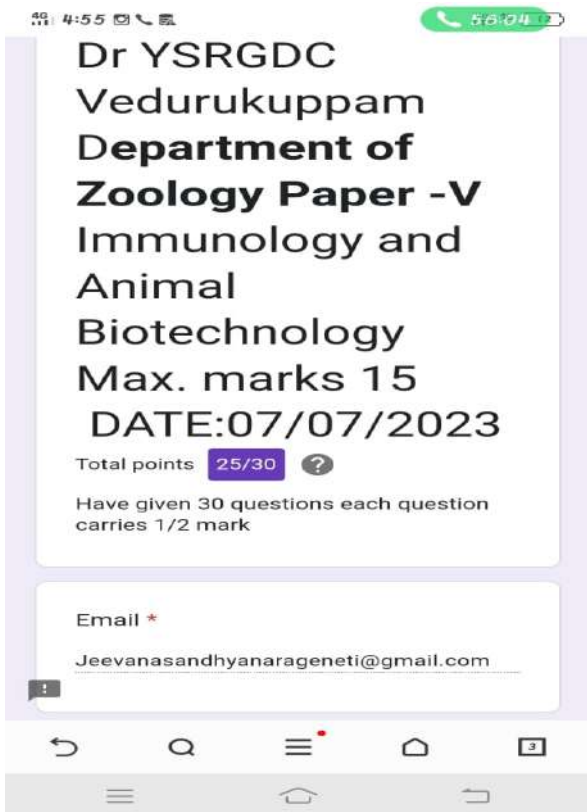 4G 4:55
56:04
Dr YSRGDC
Vedurukuppam
Department of
Zoology Paper -V
Immunology and
Animal
Biotechnology
Max. marks 15
DATE:07/07/2023
Total points 25/30 ?
Have given 30 questions each question
carries 1/2 mark
Email *
Jeevanasandhyanarageneti@gmail.com
!
3